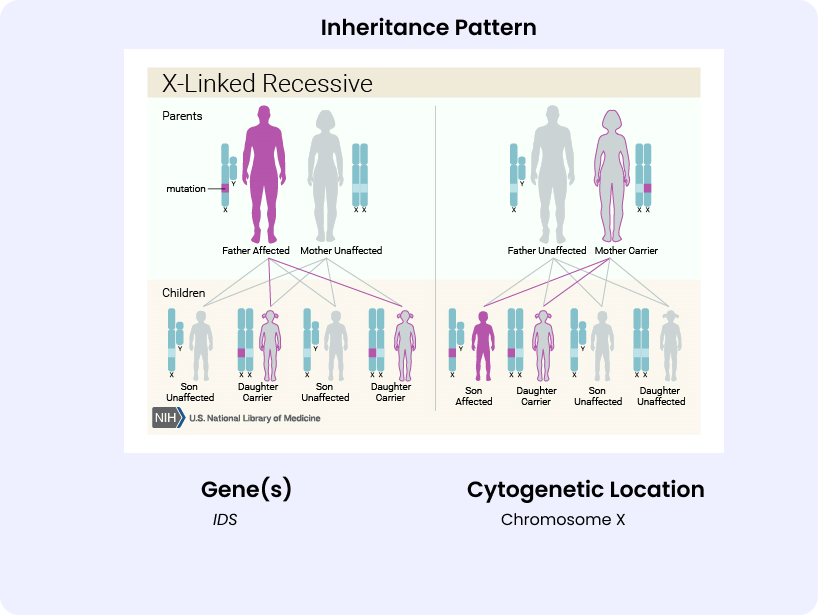 Inheritance Pattern
X-Linked Recessive
Parents
Y
mutation
X
X X
Father Affected
Mother Unaffected
Y
X
X X
Father Unaffected
Mother Carrier
Children
Y
X
Son
Unaffected
X X
Daughter
Carrier
Y
X
Son
Unaffected
X X
Daughter
Carrier
Y
X
Son
Affected
X X
Daughter
Carrier
Y
X
Son
Unaffected
X X
Daughter
Unaffected
NIH U.S. National Library of Medicine
Gene(s)
IDS
Cytogenetic Location
Chromosome X